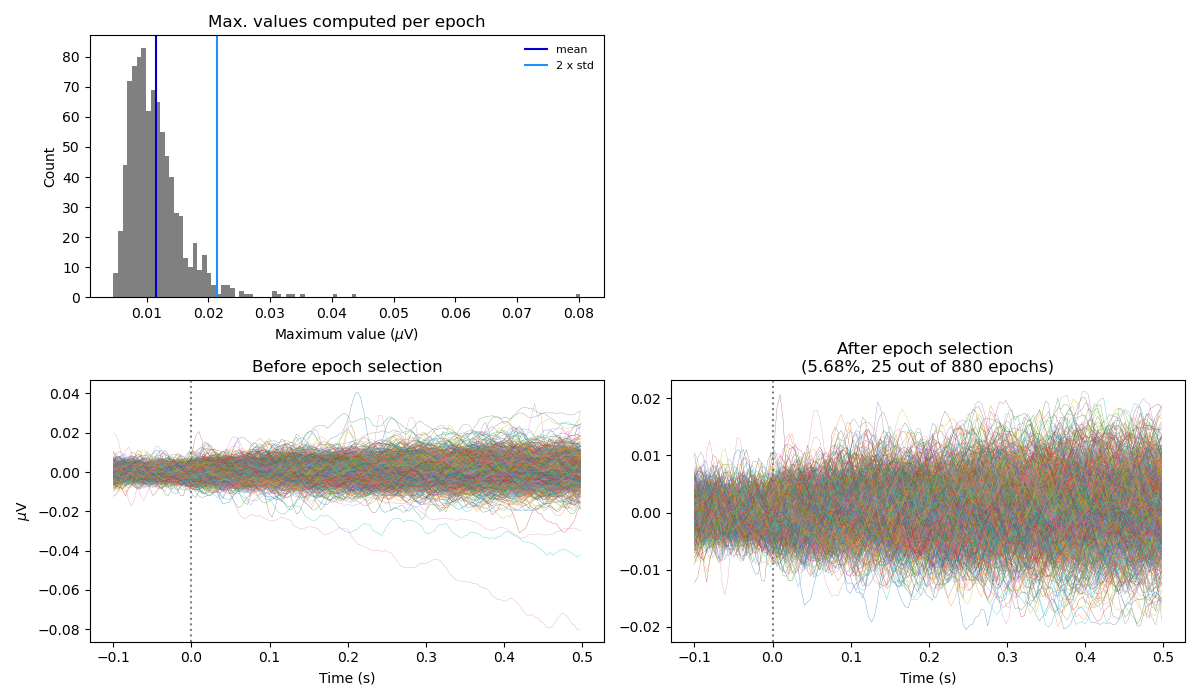 Max. values computed per epoch
mean
2 x std
80
70
60
50
40
30
20
10
0
Count
0.01 0.02 0.03 0.04 0.05 0.06 0.07 0.08
Maximum value (μV)
Before epoch selection
0.04
0.02
0.00
−0.02
−0.04
−0.06
−0.08
μV
−0.1 0.0 0.1 0.2 0.3 0.4 0.5
Time (s)
After epoch selection
(5.68%, 25 out of 880 epochs)
0.02
0.01
0.00
−0.01
−0.02
−0.1 0.0 0.1 0.2 0.3 0.4 0.5
Time (s)